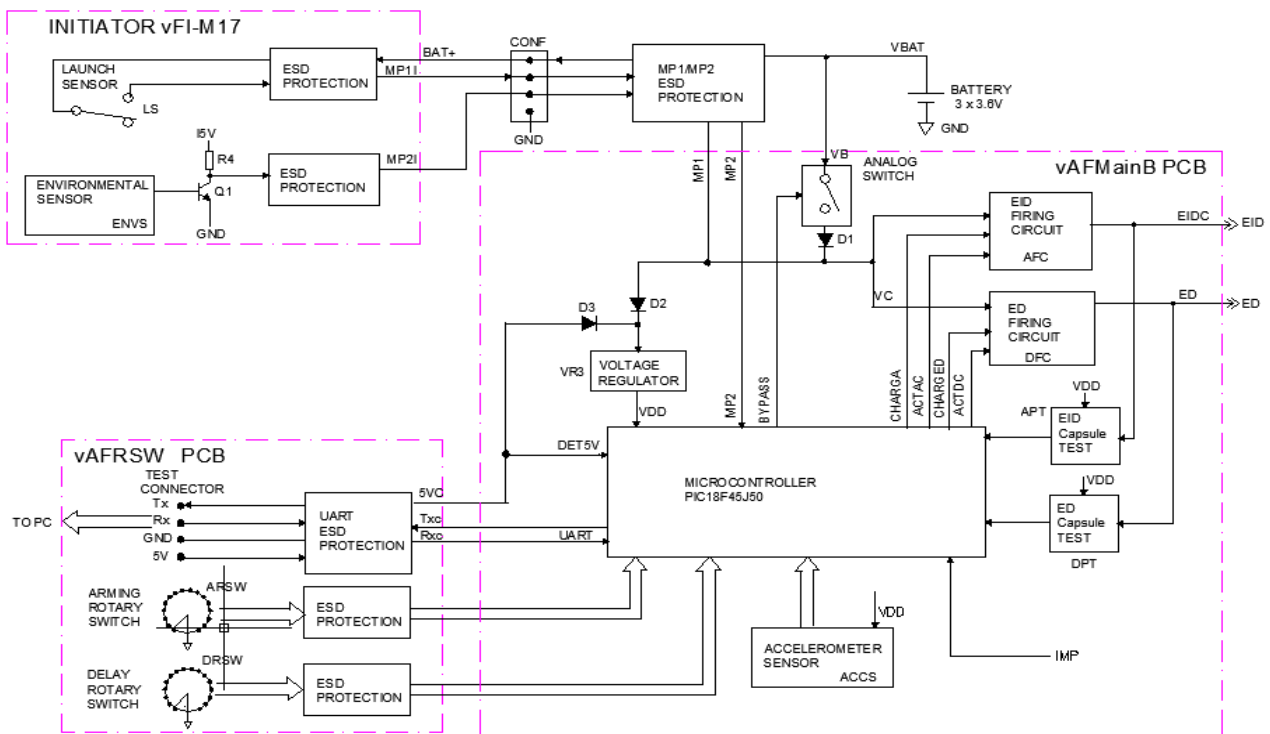 INITIATOR vFI-M17
LAUNCH
SENSOR
LS
ESD
PROTECTION
BAT+
MP1I
CONF
GND
MP1/MP2
ESD
PROTECTION
VBAT
BATTERY
3 x 3.6V
GND
I5V
R4
Q1
GND
ENVIRONMENTAL
SENSOR
ENVS
ESD
PROTECTION
MP2I
vAFMainB PCB
MP1
MP2
VB
ANALOG
SWITCH
D1
EID
FIRING
CIRCUIT
AFC
EIDC
EID
VC
ED
FIRING
CIRCUIT
DFC
ED
ED
D3
D2
VR3
VOLTAGE
REGULATOR
VDD
MP2
BYPASS
CHARGA
ACTAC
CHARGED
ACTDC
VDD
APT
EID
Capsule
TEST
VDD
ED
Capsule
TEST
DPT
DET5V
MICROCONTROLLER
PIC18F45J50
UART
vAFRSW PCB
TEST
CONNECTOR
Tx
Rx
GND
5V
TO PC
UART
ESD
PROTECTION
5VC
Txc
Rxc
ARMING
ROTARY
SWITCH
ARSW
ESD
PROTECTION
DELAY
ROTARY
SWITCH
DRSW
ESD
PROTECTION
VDD
ACCELEROMETER
SENSOR
ACCS
IMP